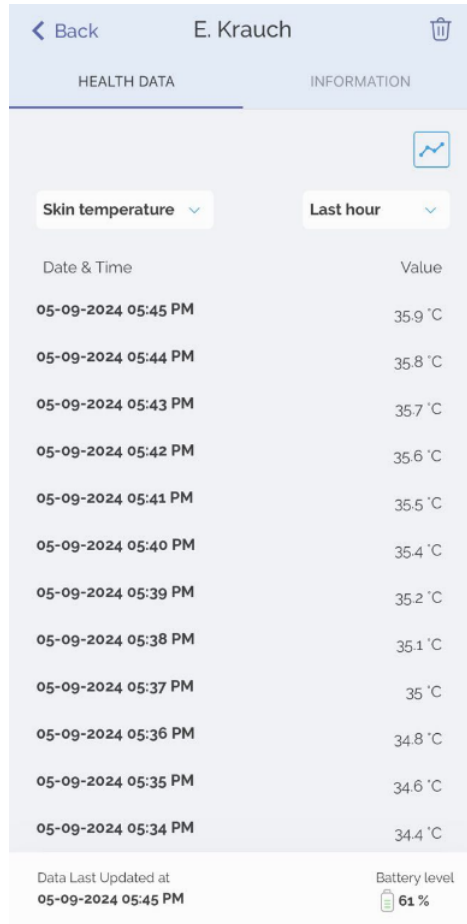 Back E. Krauch
HEALTH DATA INFORMATION
Skin temperature Last hour
Date & Time Value
05-09-2024 05:45 PM 35.9 °C
05-09-2024 05:44 PM 35.8 °C
05-09-2024 05:43 PM 35.7 °C
05-09-2024 05:42 PM 35.6 °C
05-09-2024 05:41 PM 35.5 °C
05-09-2024 05:40 PM 35.4 °C
05-09-2024 05:39 PM 35.2 °C
05-09-2024 05:38 PM 35.1 °C
05-09-2024 05:37 PM 35 °C
05-09-2024 05:36 PM 34.8 °C
05-09-2024 05:35 PM 34.6 °C
05-09-2024 05:34 PM 34.4 °C
Data Last Updated at Battery level
05-09-2024 05:45 PM 61 %